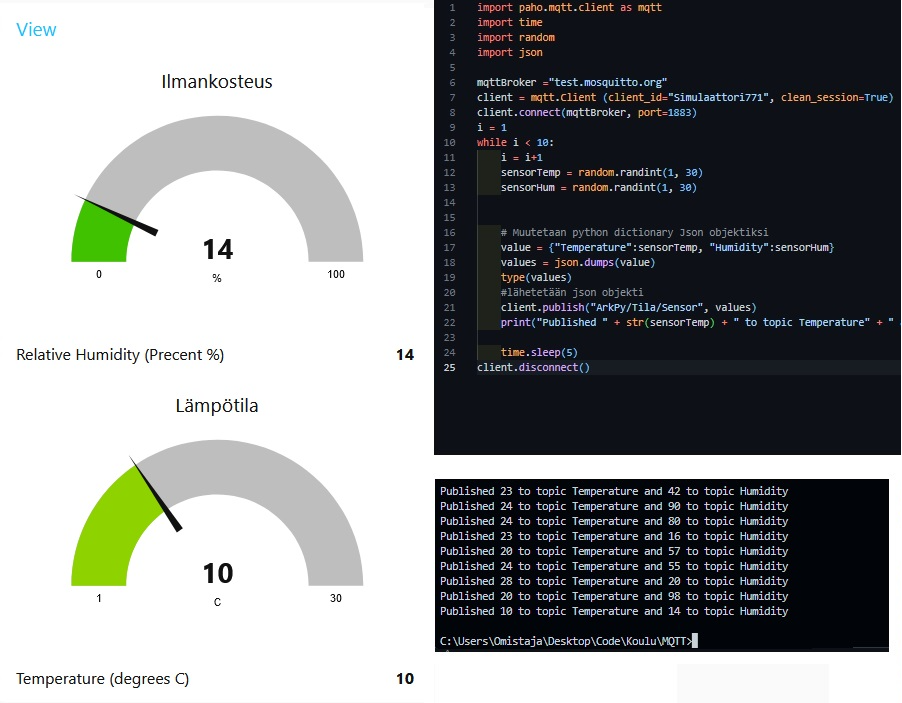 View
Ilmankosteus
14
0
%
100
Relative Humidity (Precent %)
14
Lämpötila
10
1
C
30
Temperature (degrees C)
10
1 import paho.mqtt.client as mqtt
2 import time
3 import random
4 import json
5
6 mqttBroker ="test.mosquitto.org"
7 client = mqtt.Client (client_id="Simulaattori771", clean_session=True)
8 client.connect(mqttBroker, port=1883)
9 i = 1
10 while i < 10:
11 i = i+1
12 sensorTemp = random.randint(1, 30)
13 sensorHum = random.randint(1, 30)
14
15
16 # Muutetaan python dictionary Json objektiksi
17 value = {"Temperature":sensorTemp, "Humidity":sensorHum}
18 values = json.dumps(value)
19 type(values)
20 #lähetetään json objekti
21 client.publish("ArkPy/Tila/Sensor", values)
22 print("Published " + str(sensorTemp) + " to topic Temperature" + "
23
24 time.sleep(5)
25 client.disconnect()
Published 23 to topic Temperature and 42 to topic Humidity
Published 24 to topic Temperature and 90 to topic Humidity
Published 24 to topic Temperature and 80 to topic Humidity
Published 23 to topic Temperature and 16 to topic Humidity
Published 20 to topic Temperature and 57 to topic Humidity
Published 24 to topic Temperature and 55 to topic Humidity
Published 28 to topic Temperature and 20 to topic Humidity
Published 20 to topic Temperature and 98 to topic Humidity
Published 10 to topic Temperature and 14 to topic Humidity
C:\Users\Omistaja\Desktop\Code\Koulu\MQTT>